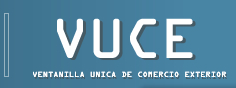 VUCE
VENTANILLA UNICA DE COMERCIO EXTERIOR